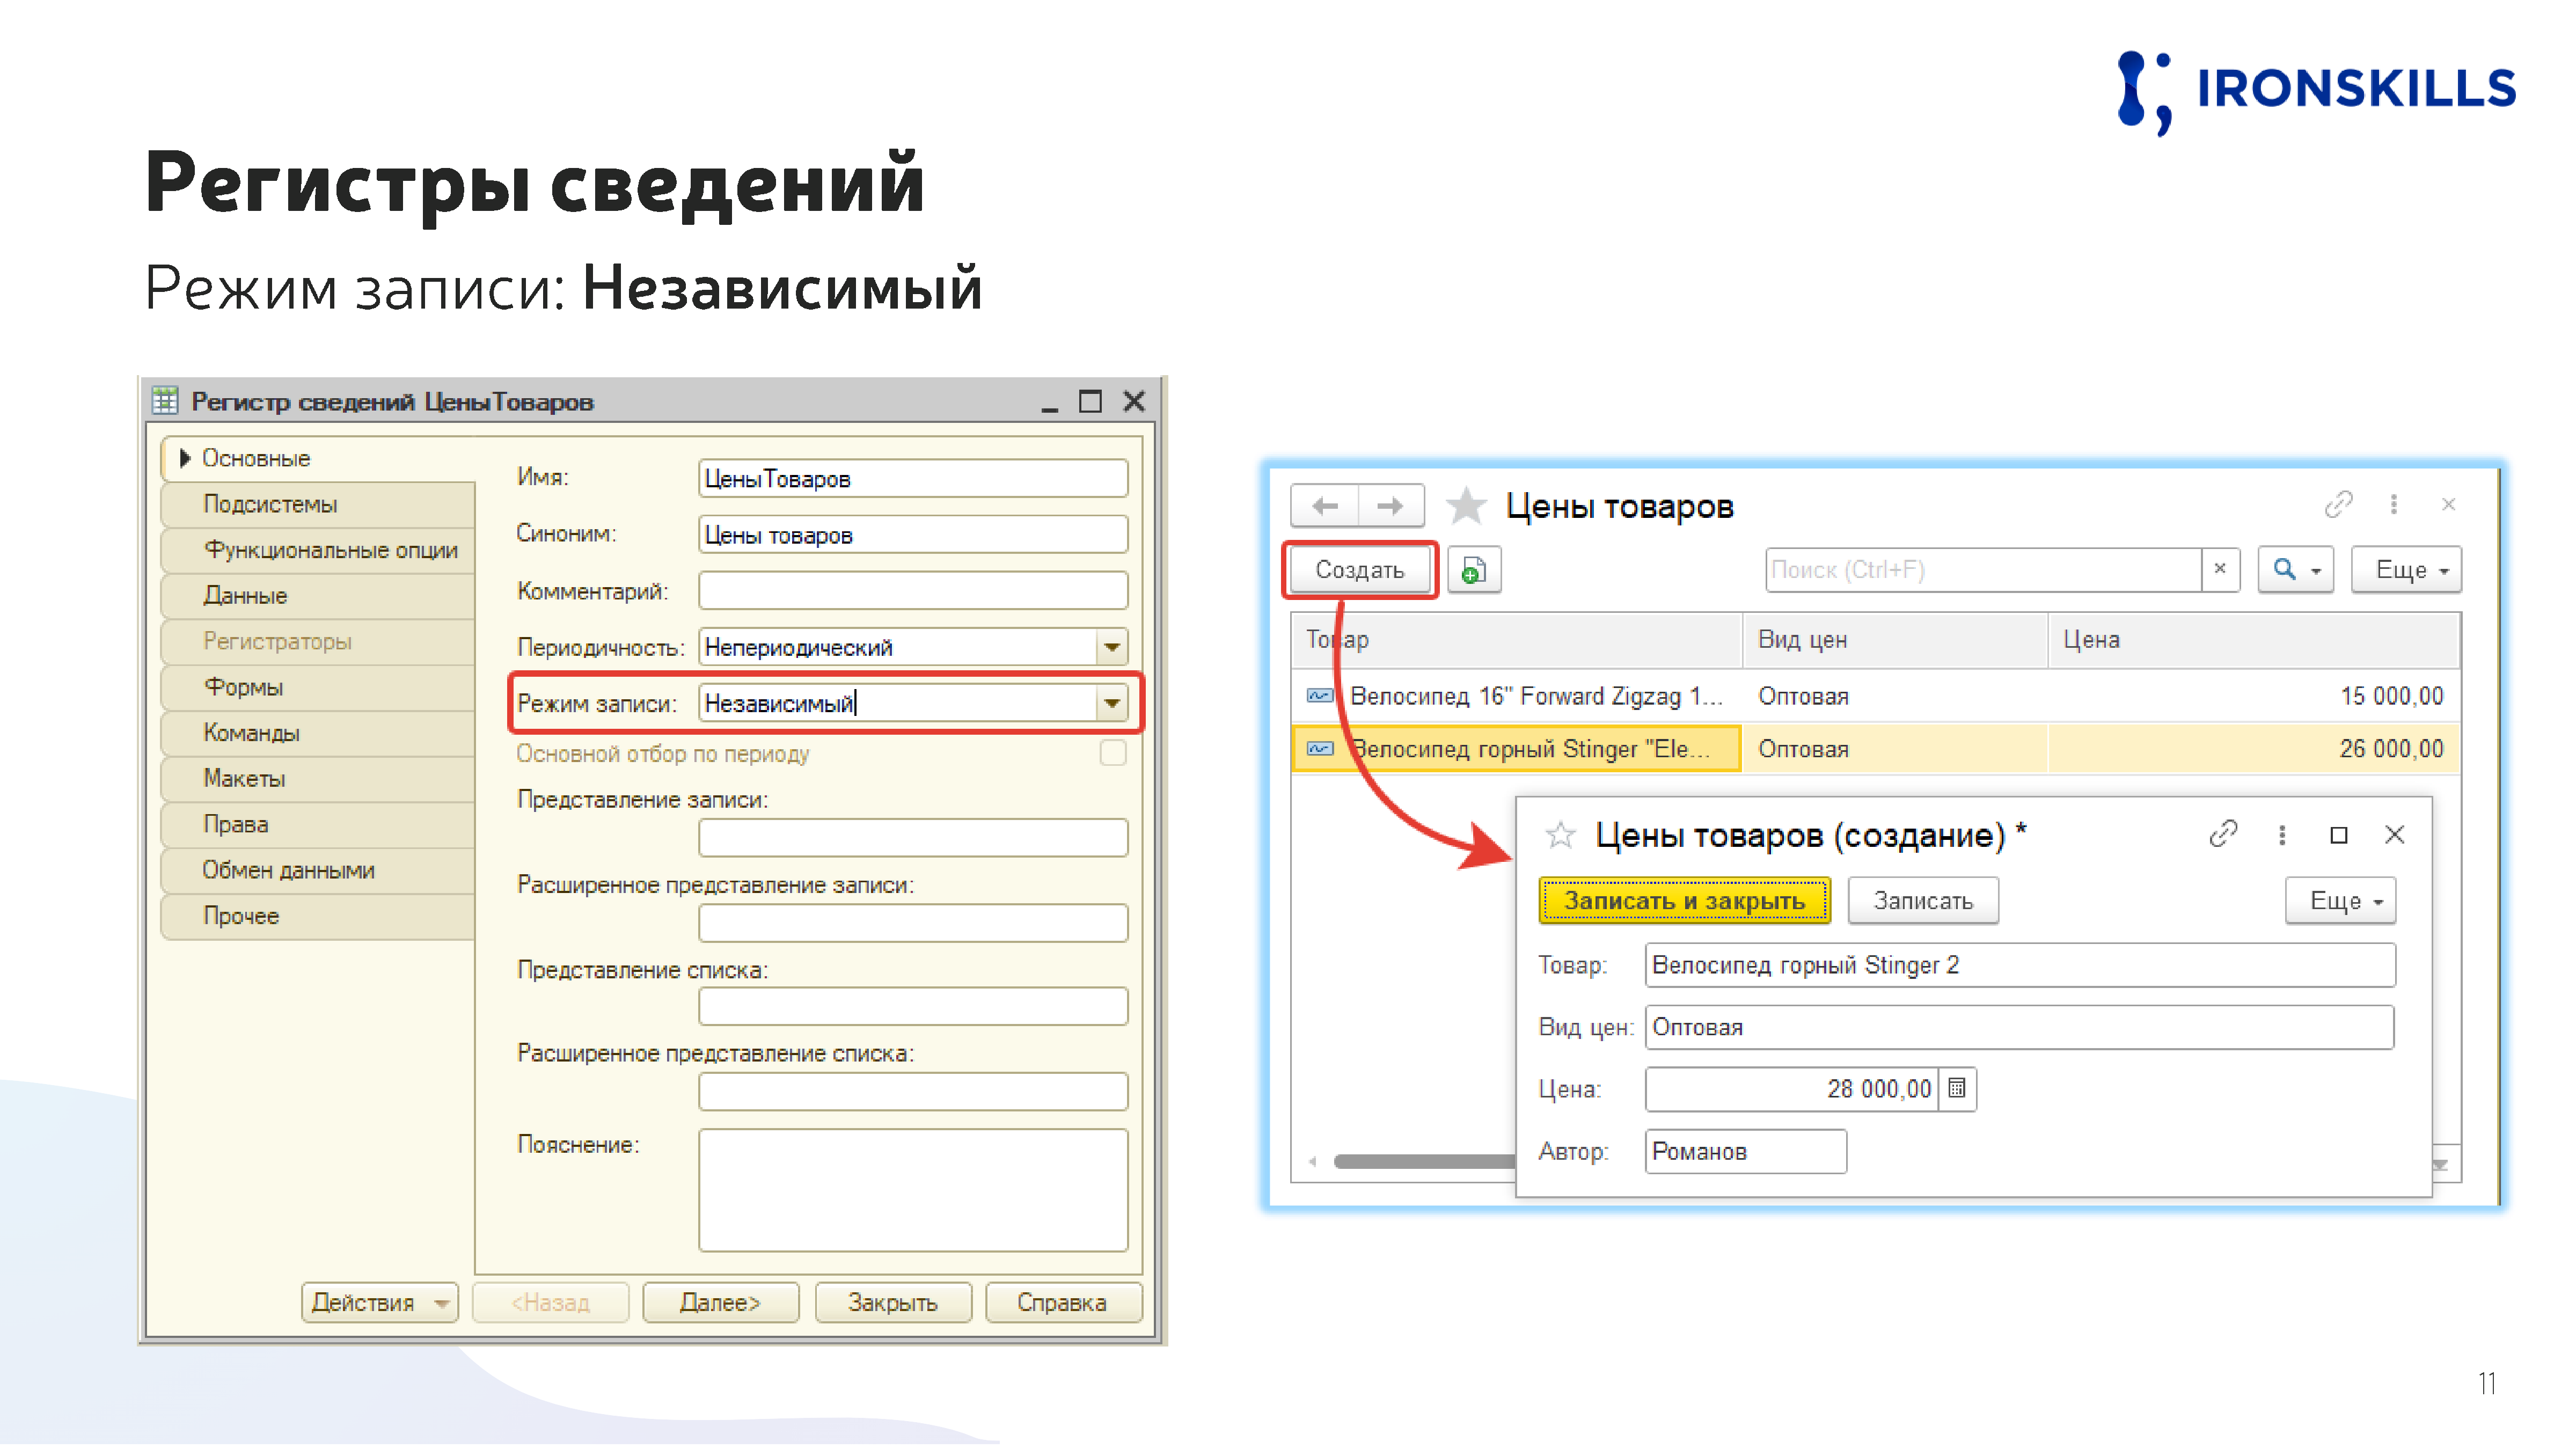 IRONSKILLS
Регистры сведений
Режим записи: Независимый
Регистр сведений ЦеныТоваров
Основные
Подсистемы
Функциональные опции
Данные
Регистраторы
Формы
Команды
Макеты
Права
Обмен данными
Прочее
Имя: ЦеныТоваров
Синоним: Цены товаров
Комментарий:
Периодичность: Непериодический
Режим записи: Независимый
Основной отбор по периоду
Представление записи:
Расширенное представление записи:
Представление списка:
Расширенное представление списка:
Пояснение:
Действия <Назад Далее> Закрыть Справка
Цены товаров
Создать Поиск (Ctrl+F) × Еще
Товар Вид цен Цена
Велосипед 16" Forward Zigzag 1... Оптовая 15 000,00
Велосипед горный Stinger "Ele... Оптовая 26 000,00
Цены товаров (создание) *
Записать и закрыть Записать Еще
Товар: Велосипед горный Stinger 2
Вид цен: Оптовая
Цена: 28 000,00
Автор: Романов
11